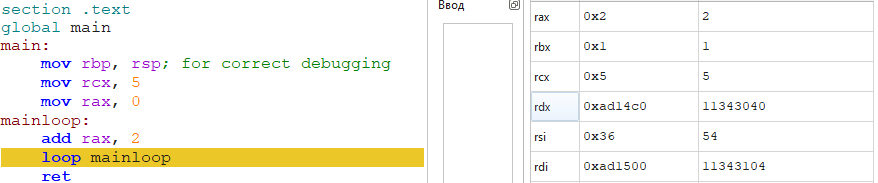 section .text
global main
main:
    mov rbp, rsp; for correct debugging
    mov rcx, 5
    mov rax, 0
mainloop:
    add rax, 2
    loop mainloop
    ret
Ввод
rax 0x2 2
rbx 0x1 1
rcx 0x5 5
rdx 0xad14c0 11343040
rsi 0x36 54
rdi 0xad1500 11343104